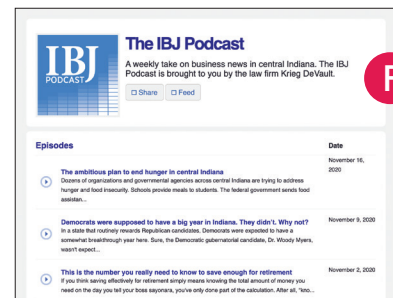 IBJ
PODCAST
The IBJ Podcast
A weekly take on business news in central Indiana. The IBJ
Podcast is brought to you by the law firm Krieg DeVault.
Share Feed
F
Episodes Date
The ambitious plan to end hunger in central Indiana
Dozens of organizations and governmental agencies across central Indiana are trying to address
hunger and food insecurity. Schools provide meals to students. The federal government sends food
assistan...
November 16,
2020
Democrats were supposed to have a big year in Indiana. They didn't. Why not?
In a state that routinely rewards Republican candidates, Democrats were expected to have a
somewhat breakthrough year here. Sure, the Democratic gubernatorial candidate, Dr. Woody Myers,
wasn't expect...
November 9, 2020
This is the number you really need to know to save enough for retirement
If you think saving effectively for retirement simply means knowing the total amount of money you
need on the day you tell your boss sayonara, you've only done part of the calculation. After all, "kno...
November 2, 2020